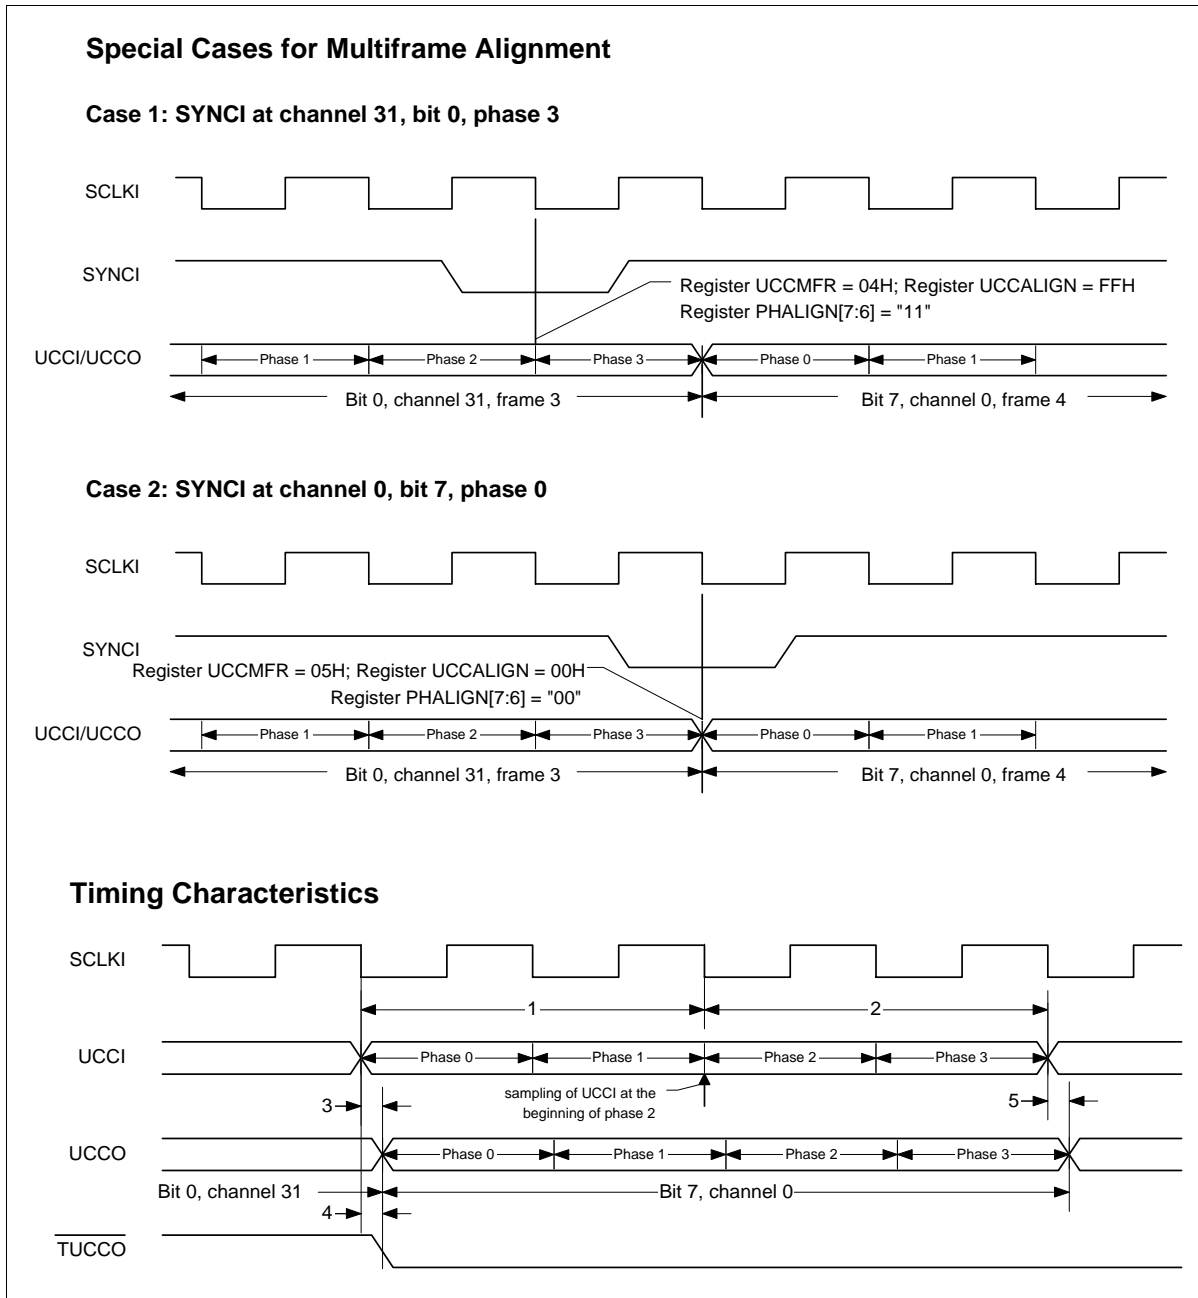 Special Cases for Multiframe Alignment
Case 1: SYNCI at channel 31, bit 0, phase 3
SCLKI
SYNCI
Register UCCMFR = 04H; Register UCCALIGN = FFH
Register PHALIGN[7:6] = "11"
UCCI/UCCO
Phase 1 Phase 2 Phase 3 Phase 0 Phase 1
Bit 0, channel 31, frame 3 Bit 7, channel 0, frame 4
Case 2: SYNCI at channel 0, bit 7, phase 0
SCLKI
SYNCI
Register UCCMFR = 05H; Register UCCALIGN = 00H
Register PHALIGN[7:6] = "00"
UCCI/UCCO
Phase 1 Phase 2 Phase 3 Phase 0 Phase 1
Bit 0, channel 31, frame 3 Bit 7, channel 0, frame 4
Timing Characteristics
SCLKI
1 2
UCCI
Phase 0 Phase 1 Phase 2 Phase 3
sampling of UCCI at the
beginning of phase 2
3 5
UCCO
Phase 0 Phase 1 Phase 2 Phase 3
Bit 0, channel 31 Bit 7, channel 0
4
TUCCO